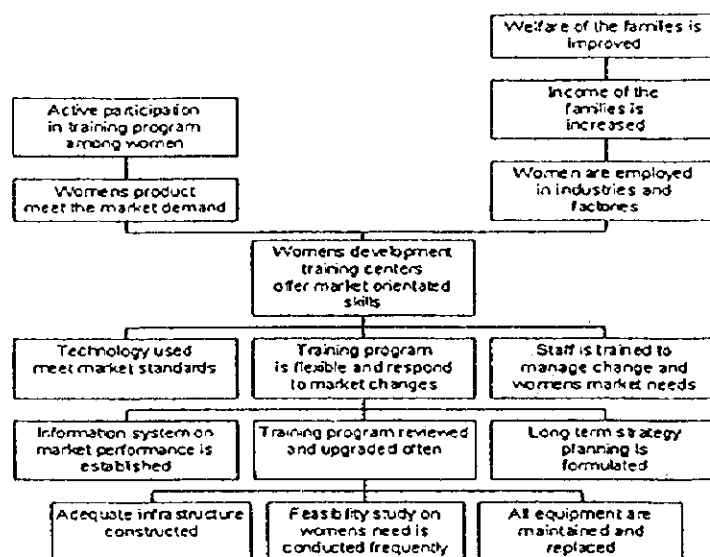 Welfare of the families is
improved
Active participation
in training program
among women
Income of the
families is
increased
Womens product
meet the market demand
Women are employed
in industries and
factories
Womens development
training centers
offer market orientated
skills
Technology used
meet market standards
Training program
is flexible and respond
to market changes
Staff is trained to
manage change and
womens market needs
Information system on
market performance is
established
Training program reviewed
and upgraded often
Long term strategy
planning is
formulated
Adequate infrastructure
constructed
Feasibility study on
womens need is
conducted frequently
All equipment are
maintained and
replaced